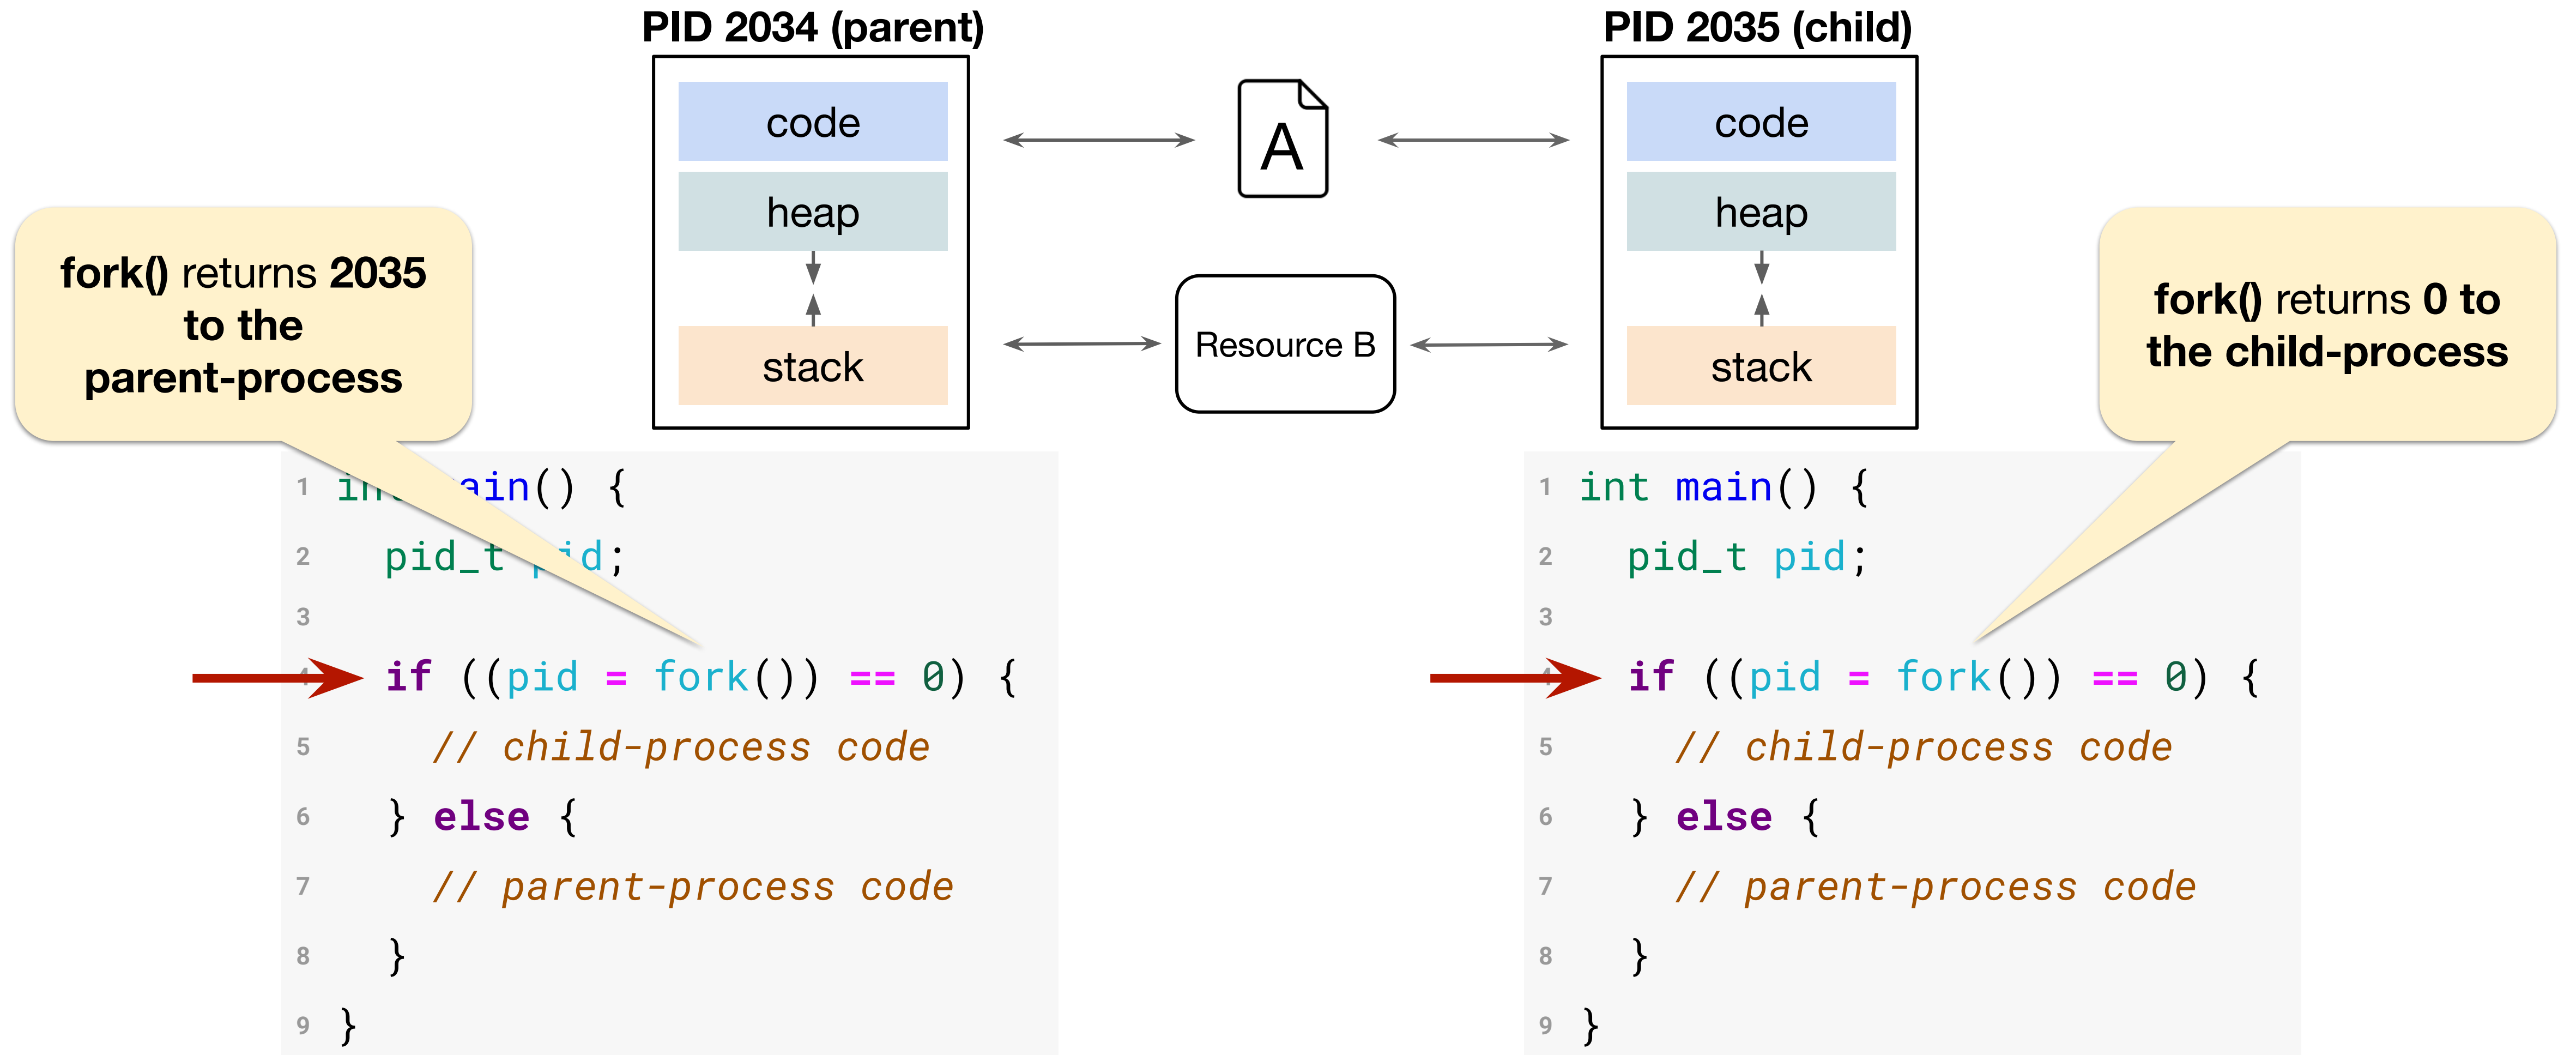 PID 2034 (parent)
PID 2035 (child)
code
heap
stack
A
Resource B
code
heap
stack
fork() returns 2035
to the
parent-process
fork() returns 0 to
the child-process
1 int main() {
2 pid_t pid;
3
if ((pid = fork()) == 0) {
5 // child-process code
6 } else {
7 // parent-process code
8 }
9 }
1 int main() {
2 pid_t pid;
3
if ((pid = fork()) == 0) {
5 // child-process code
6 } else {
7 // parent-process code
8 }
9 }